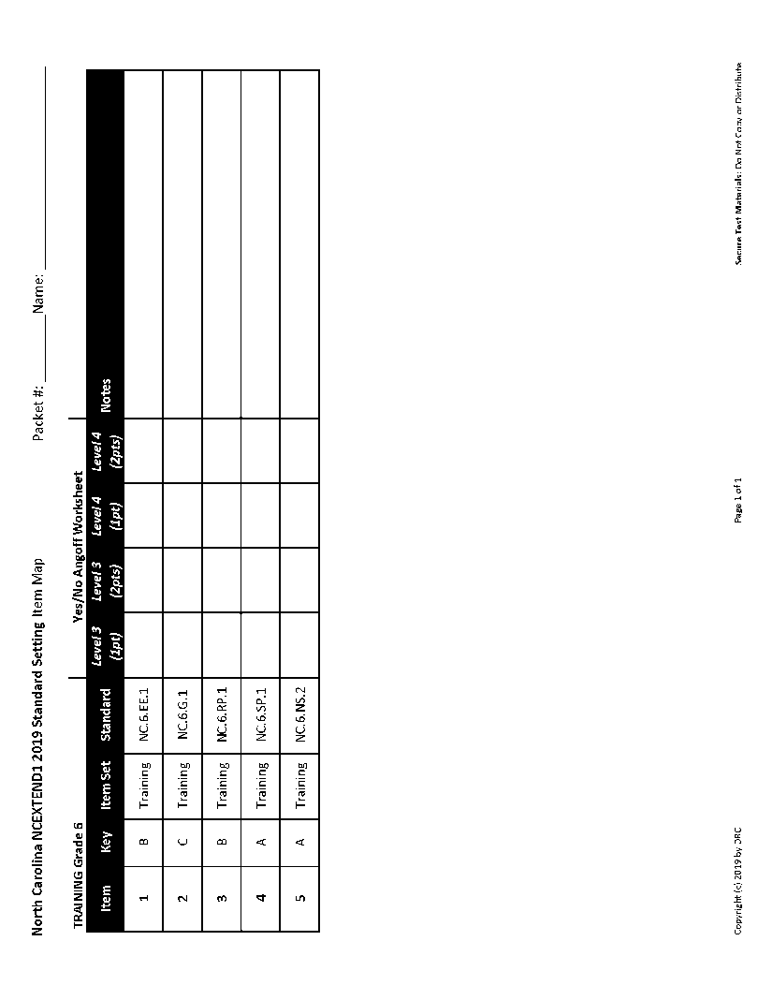 North Carolina NCEXTEND1 2019 Standard Setting Item Map Packet #: Name:
TRAINING Grade 6 Yes/No Angoff Worksheet
Item Key Item Set Standard Level 3 (1pt) Level 3 (2pts) Level 4 (1pt) Level 4 (2pts) Notes
1 B Training NC.6.EE.1
2 C Training NC.6.G.1
3 B Training NC.6.RP.1
4 A Training NC.6.SP.1
5 A Training NC.6.NS.2
Copyright (c) 2019 by DRC Page 1 of 1 Secure Test Materials: Do Not Copy or Distribute